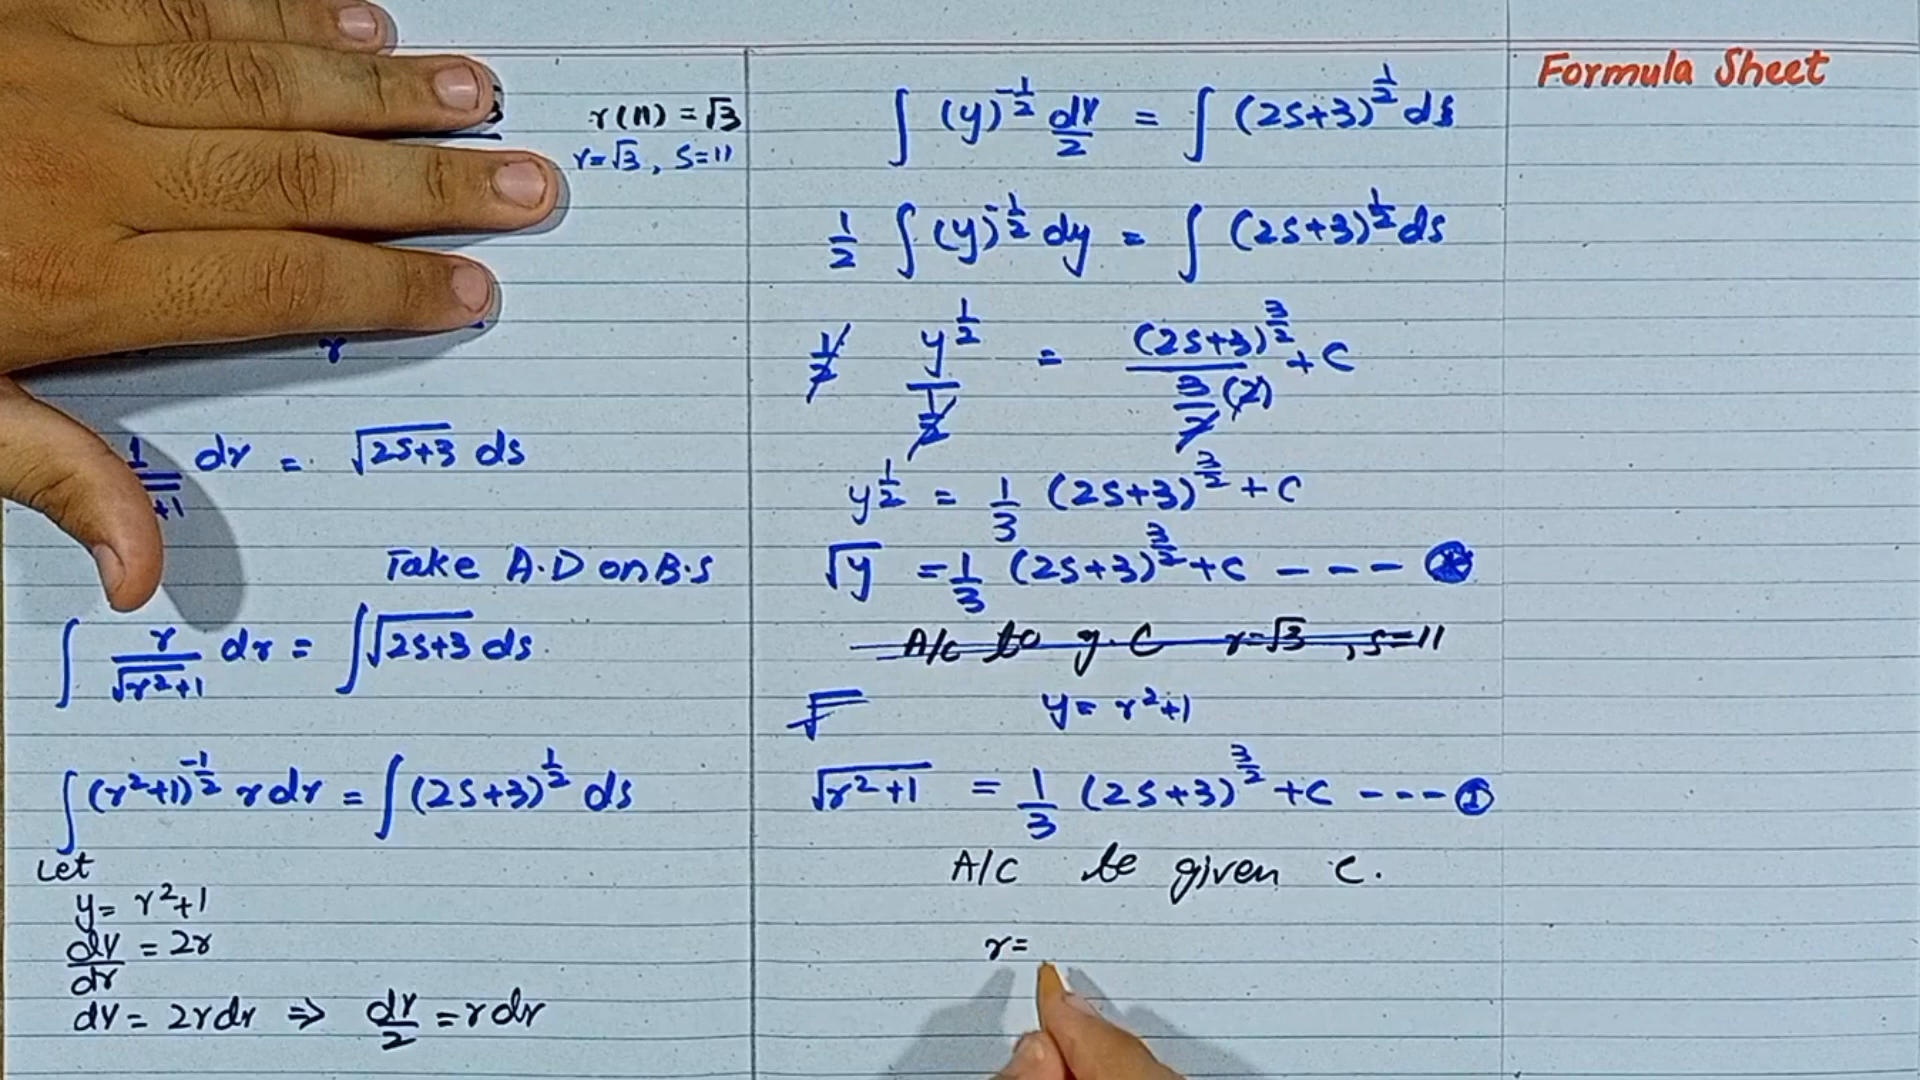 r(11) = √3
r=√3, s=11
r
1 dr = √2s+3 ds
+1
Take A.D on B.S
∫ r/√r²+1 dr = ∫√2s+3 ds.
∫(r²+1)^-1/2 r dr = ∫(2s+3)^1/2 ds
Let
y= r²+1
dy/dr = 2r
dy = 2r dr ⇒ dy/2 = r dr
∫ (y)^-1/2 dy/2 = ∫ (2s+3)^1/2 ds
1/2 ∫ (y)^-1/2 dy = ∫ (2s+3)^1/2 ds
1/2 y^1/2/1/2 = (2s+3)^3/2/3/2(2) + C
y^1/2 = 1/3 (2s+3)^3/2 + C
√y = 1/3 (2s+3)^3/2 + C ---
A/c to g.C r=√3, s=11
y= r²+1
√r²+1 = 1/3 (2s+3)^3/2 + C --- ①
A/C to given C.
r=
Formula Sheet